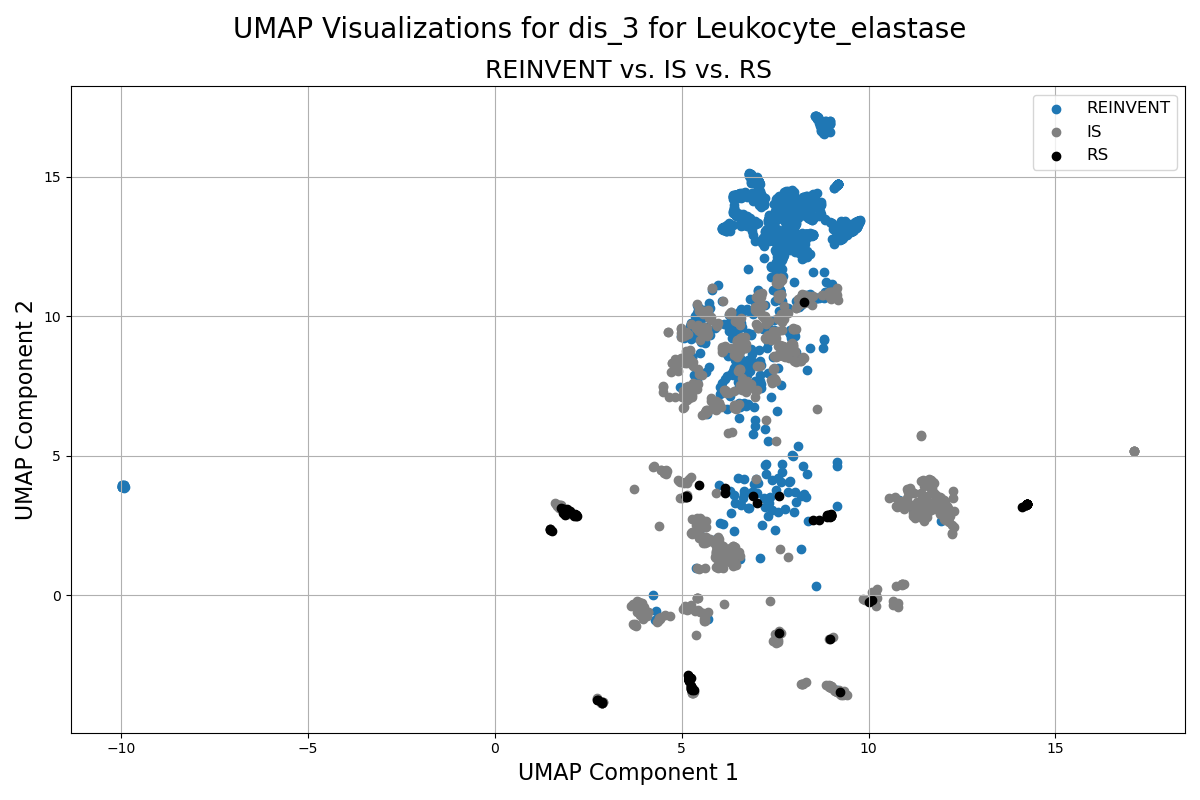 UMAP Visualizations for dis_3 for Leukocyte_elastase
REINVENT vs. IS vs. RS
REINVENT
IS
RS
15
10
5
0
UMAP Component 2
−10
−5
0
5
10
15
UMAP Component 1